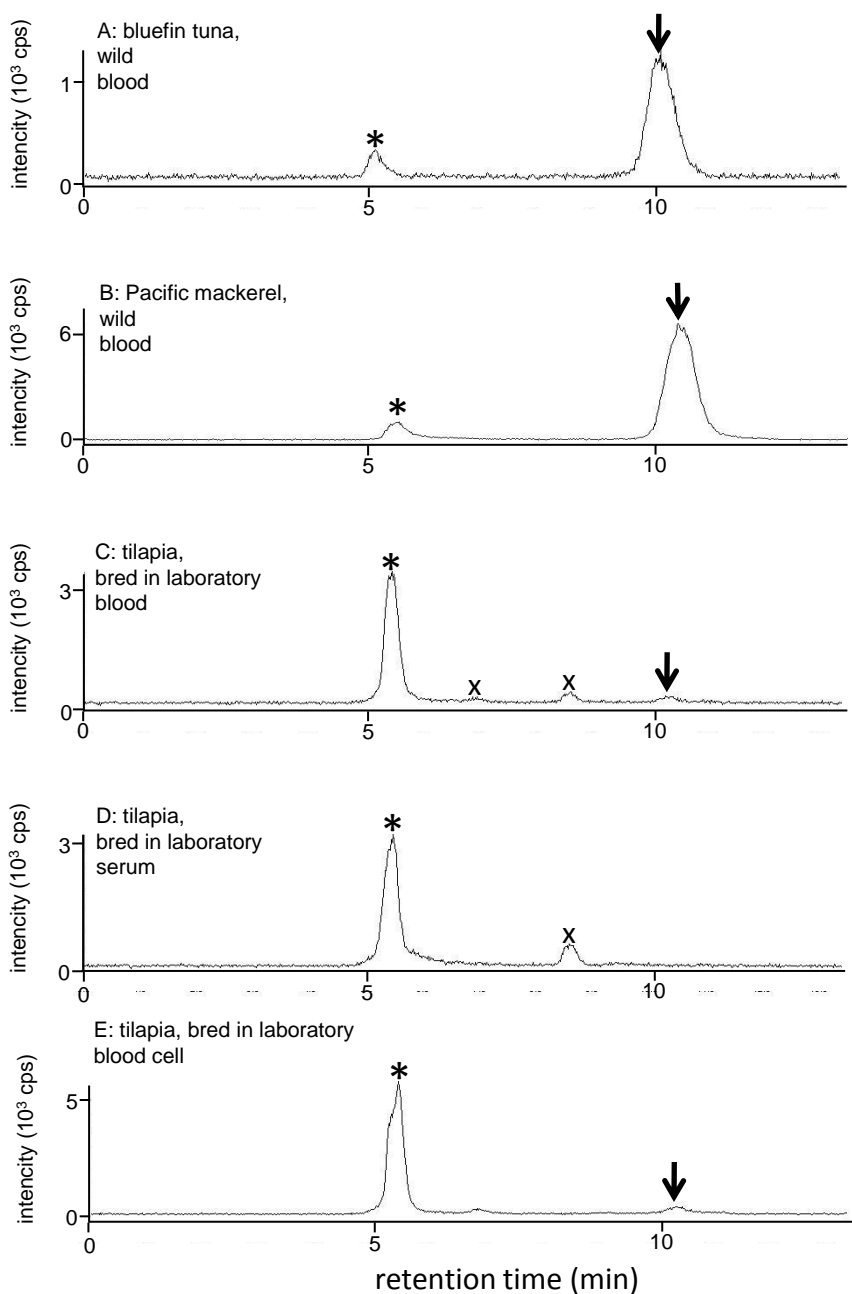 A: bluefin tuna,
wild
blood
intencity (10³ cps)
1
0
*
0
5
10
B: Pacific mackerel,
wild
blood
intencity (10³ cps)
6
0
*
0
5
10
C: tilapia,
bred in laboratory
blood
intencity (10³ cps)
3
0
*
x
x
0
5
10
D: tilapia,
bred in laboratory
serum
intencity (10³ cps)
3
0
*
x
0
5
10
E: tilapia, bred in laboratory
blood cell
intencity (10³ cps)
5
0
*
0
5
10
retention time (min)